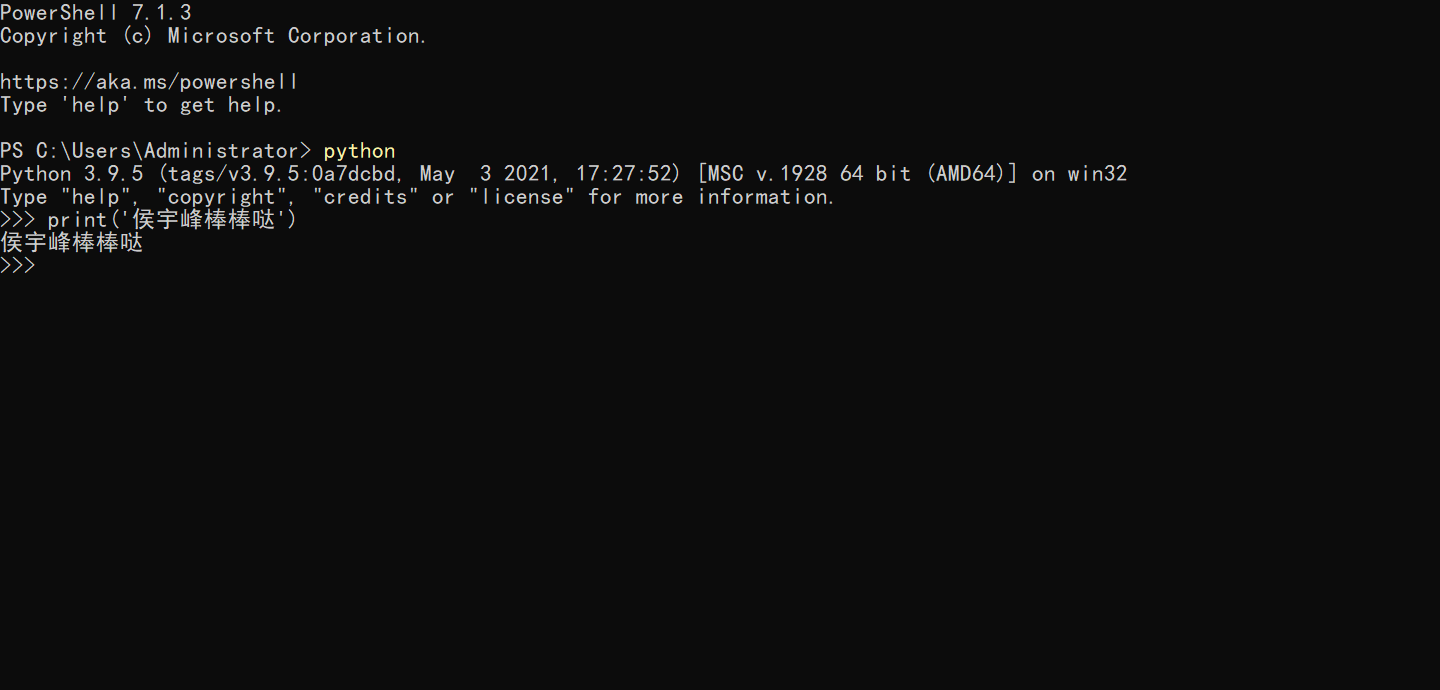 PowerShell 7.1.3
Copyright (c) Microsoft Corporation.
https://aka.ms/powershell
Type 'help' to get help.
PS C:\Users\Administrator> python
Python 3.9.5 (tags/v3.9.5:0a7dcbd, May  3 2021, 17:27:52) [MSC v.1928 64 bit (AMD64)] on win32
Type "help", "copyright", "credits" or "license" for more information.
>>> print('侯宇峰棒棒哒')
侯宇峰棒棒哒
>>>